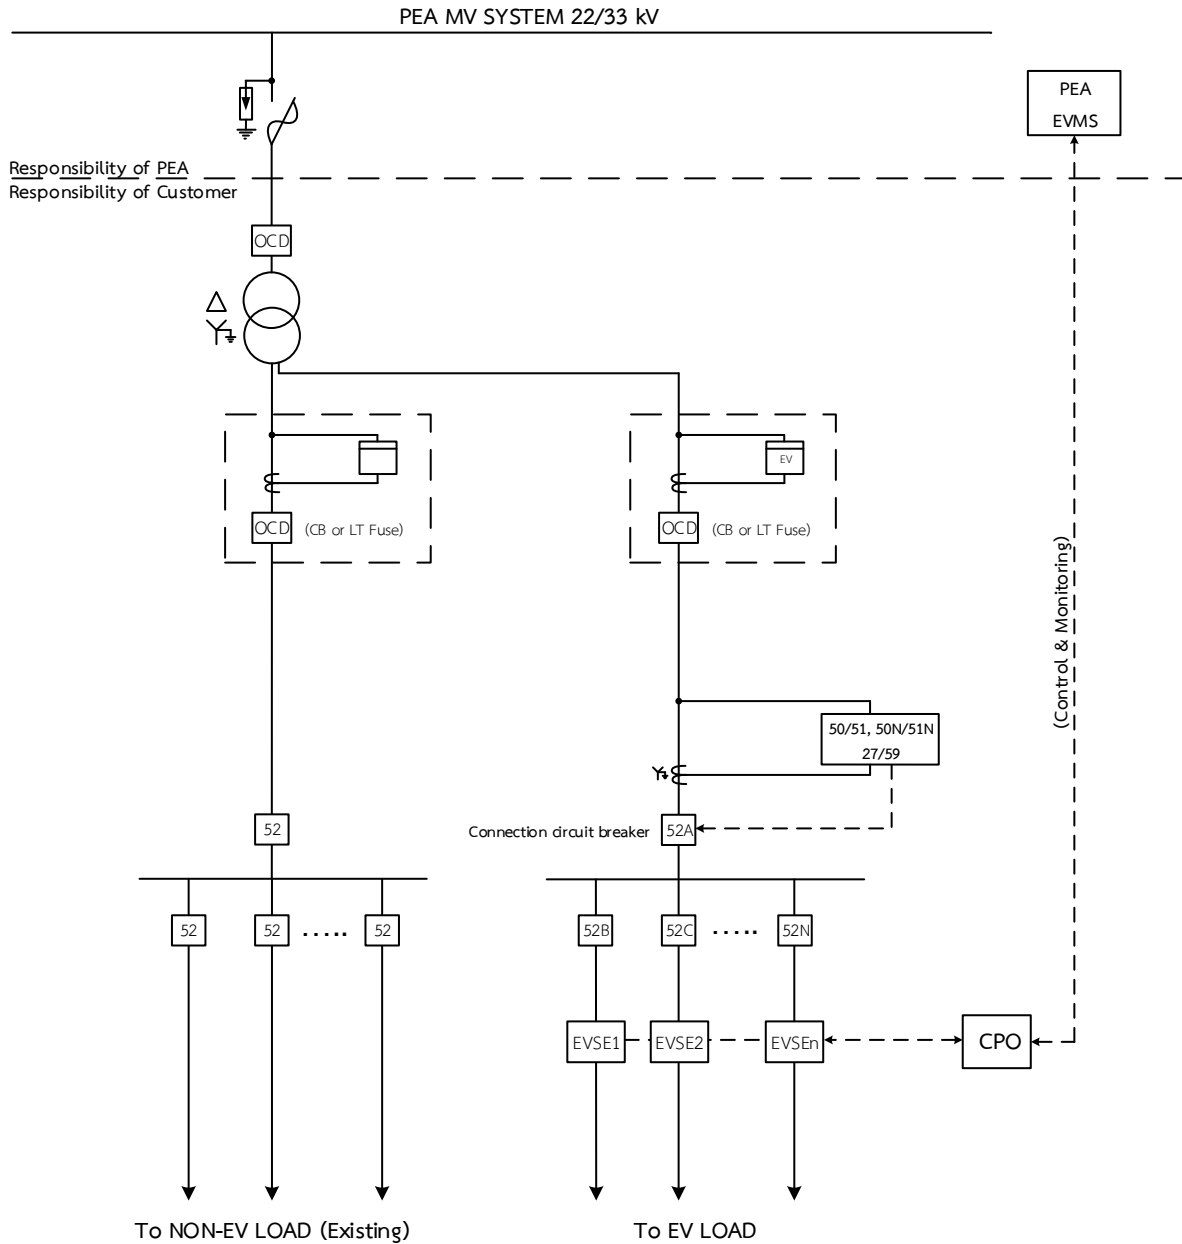 PEA MV SYSTEM 22/33 kV
PEA
EVMS
Responsibility of PEA
Responsibility of Customer
OCD
EV
OCD
(CB or LT Fuse)
OCD
(CB or LT Fuse)
(Control & Monitoring)
50/51, 50N/51N
27/59
52
Connection circuit breaker
52A
52
52
.....
52
52B
52C
.....
52N
EVSE1
EVSE2
EVSEn
CPO
To NON-EV LOAD (Existing)
To EV LOAD